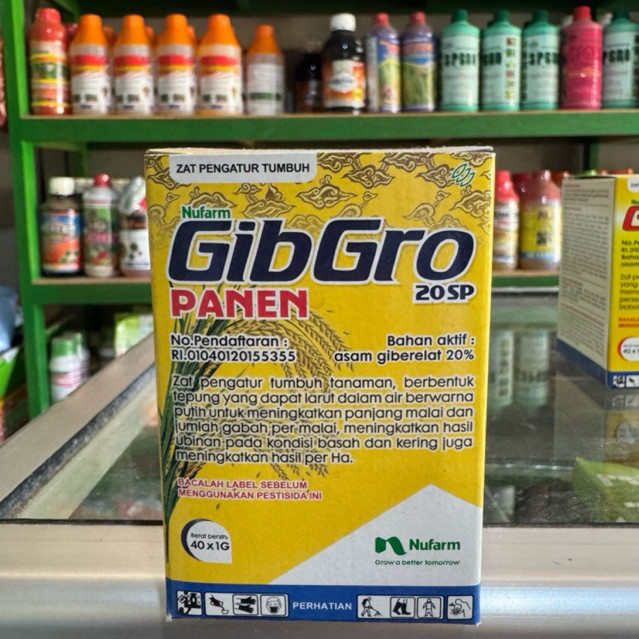 ZAT PENGATUR TUMBUH
Nufarm
GibGro
20SP
PANEN
No.Pendaftaran :
RI.01040120155355
Bahan aktif :
asam giberelat 20%
Zat pengatur tumbuh tanaman, berbentuk
tepung yang dapat larut dalam air berwarna
putih untuk meningkatkan panjang malai dan
jumlah gabah per malai, meningkatkan hasil
ubinan pada kondisi basah dan kering juga
meningkatkan hasil per Ha.
BACALAH LABEL SEBELUM
MENGGUNAKAN PESTISIDA INI
Berat bersih:
40 x 1G
Nufarm
Grow a better tomorrow
PERHATIAN